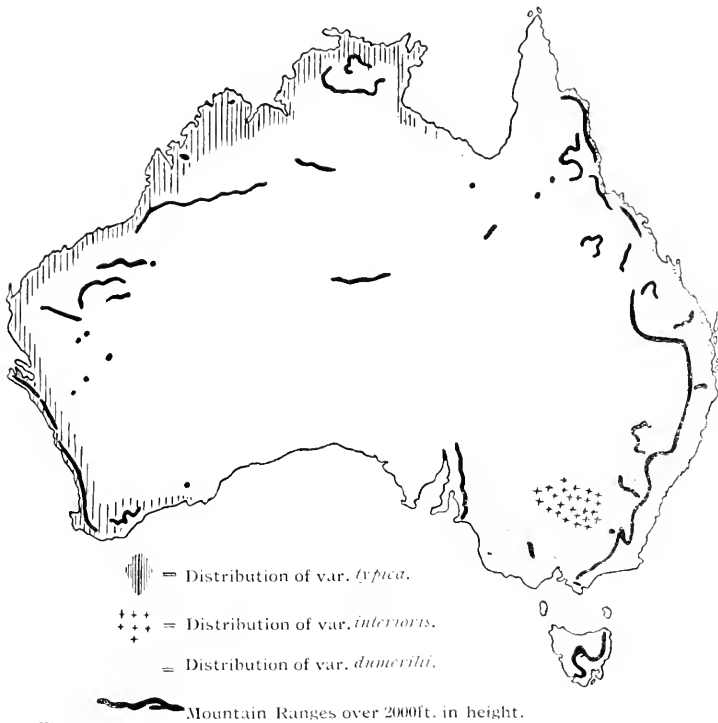 = Distribution of var. typica.
= Distribution of var. interioris.
= Distribution of var. dumerilii.
Mountain Ranges over 2000ft. in height.